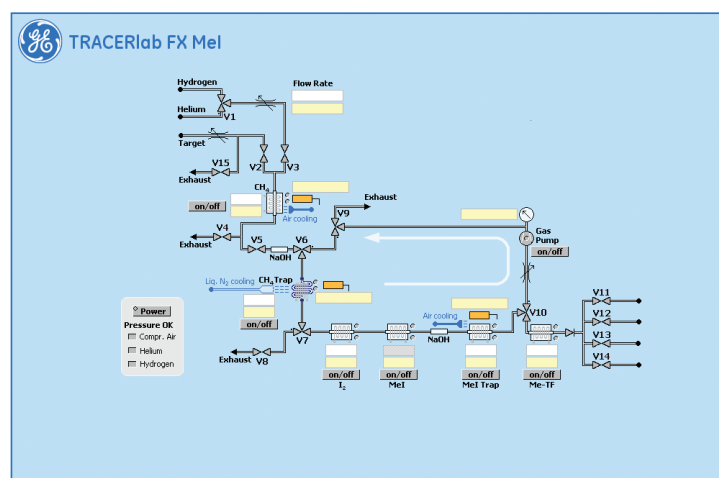 TRACERlab FX MeI
Hydrogen
Flow Rate
Helium
V1
Target
V15
V2
V3
Exhaust
CH4
Exhaust
on/off
V9
Air cooling
V4
V5
V6
Gas
Pump
Exhaust
NaOH
on/off
Liq. N2 cooling
CH4 Trap
V11
Air cooling
V10
V12
Power
on/off
Pressure OK
V7
NaOH
V13
Compr. Air
Exhaust
V8
V14
Helium
on/off
on/off
on/off
on/off
Hydrogen
I2
MeI
MeI Trap
Me-TF